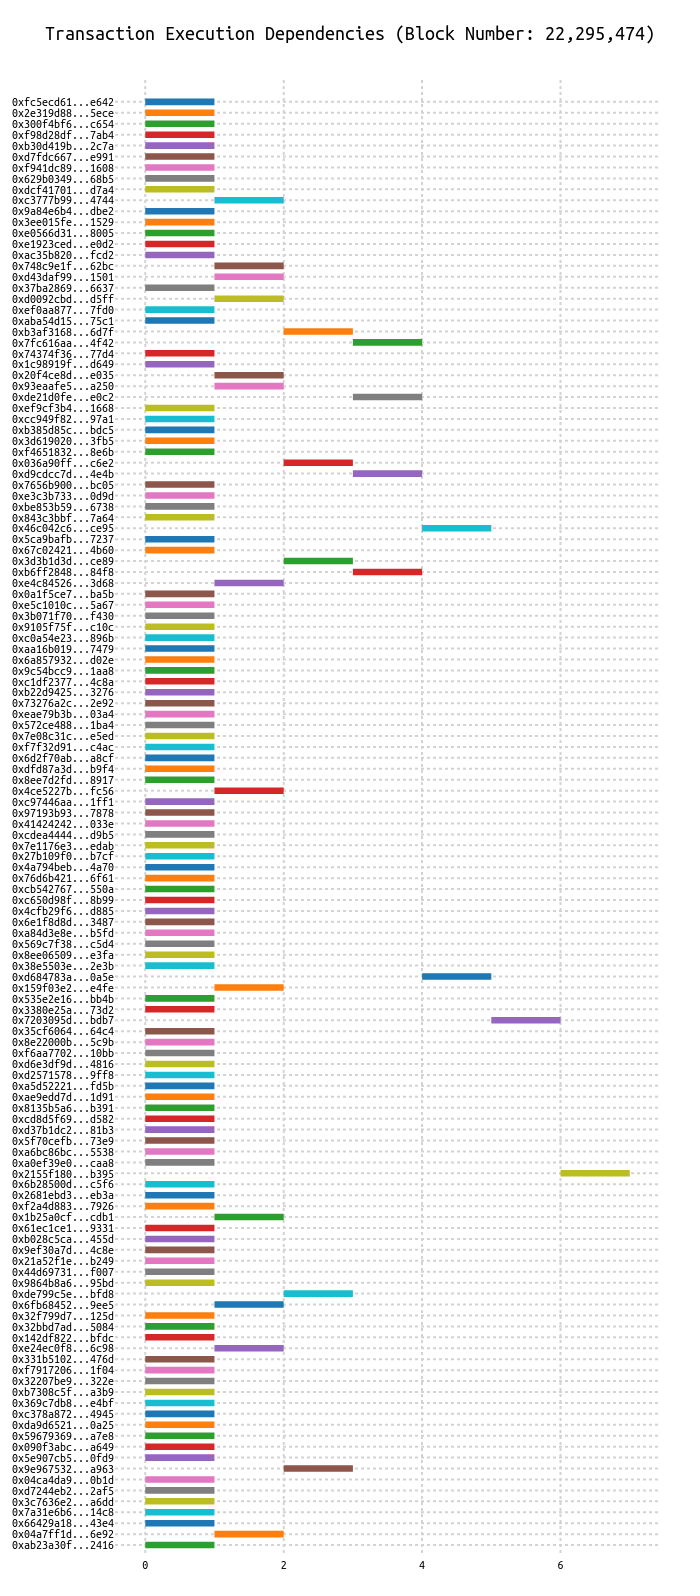 Transaction Execution Dependencies (Block Number: 22,295,474)
0xfc5ecd61...e642
0x2e319d88...5ece
0x300f4bf6...c654
0xf98d28df...7ab4
0xb30d419b...2c7a
0xd7fdc667...e991
0xf941dc89...1608
0x629b0349...68b5
0xdcf41701...d7a4
0xc3777b99...4744
0x9a84e6b4...dbe2
0x3ee015fe...1529
0xe0566d31...8005
0xe1923ced...e0d2
0xac35b820...fcd2
0x748c9e1f...62bc
0xd43daf99...1501
0x37ba2869...6637
0xd0092cbd...d5ff
0xef0aa877...7fd0
0xaba54d15...75c1
0xb3af3168...6d7f
0x7fc616aa...4f42
0x74374f36...77d4
0x1c98919f...d649
0x20f4ce8d...e035
0x93eaafe5...a250
0xde21d0fe...e0c2
0xef9cf3b4...1668
0xcc949f82...97a1
0xb385d85c...bdc5
0x3d619020...3fb5
0xf4651832...8e6b
0x036a90ff...c6e2
0xd9cdcc7d...4e4b
0x7656b900...bc05
0xe3c3b733...0d9d
0xbe853b59...6738
0x843c3bbf...7a64
0x46c042c6...ce95
0x5ca9bafb...7237
0x67c02421...4b60
0x3d3b1d3d...ce89
0xb6ff2848...84f8
0xe4c84526...3d68
0x0a1f5ce7...ba5b
0xe5c1010c...5a67
0x3b071f70...f430
0x9105f75f...c10c
0xc0a54e23...896b
0xaa16b019...7479
0x6a857932...d02e
0x9c54bcc9...1aa8
0xc1df2377...4c8a
0xb22d9425...3276
0x73276a2c...2e92
0xeae79b3b...03a4
0x572ce488...1ba4
0x7e08c31c...e5ed
0xf7f32d91...c4ac
0x6d2f70ab...a8cf
0xdfd87a3d...b9f4
0x8ee7d2fd...8917
0x4ce5227b...fc56
0xc97446aa...1ff1
0x97193b93...7878
0x41424242...033e
0xcdea4444...d9b5
0x7e1176e3...edab
0x27b109f0...b7cf
0x4a794beb...4a70
0x76d6b421...6f61
0xcb542767...550a
0xc650d98f...8b99
0x4cfb29f6...d885
0x6e1f8d8d...3487
0xa84d3e8e...b5fd
0x569c7f38...c5d4
0x8ee06509...e3fa
0x38e5503e...2e3b
0xd684783a...0a5e
0x159f03e2...e4fe
0x535e2e16...bb4b
0x3380e25a...73d2
0x7203095d...bdb7
0x35cf6064...64c4
0x8e22000b...5c9b
0xf6aa7702...10bb
0xd6e3df9d...4816
0xd2571578...9ff8
0xa5d52221...fd5b
0xae9edd7d...1d91
0x8135b5a6...b391
0xcd8d5f69...d582
0xd37b1dc2...81b3
0x5f70cefb...73e9
0xa6bc86bc...5538
0xa0ef39e0...caa8
0x2155f180...b395
0x6b28500d...c5f6
0x2681ebd3...eb3a
0xf2a4d883...7926
0x1b25a0cf...cdb1
0x61ec1ce1...9331
0xb028c5ca...455d
0x9ef30a7d...4c8e
0x21a52f1e...b249
0x44d69731...f007
0x9864b8a6...95bd
0xde799c5e...bfd8
0x6fb68452...9ee5
0x32f799d7...125d
0x32bbd7ad...5084
0x142df822...bfdc
0xe24ec0f8...6c98
0x331b5102...476d
0xf7917206...1f04
0x32207be9...322e
0xb7308c5f...a3b9
0x369c7db8...e4bf
0xc378a872...4945
0xda9d6521...0a25
0x59679369...a7e8
0x090f3abc...a649
0x5e907cb5...0fd9
0x9e967532...a963
0x04ca4da9...0b1d
0xd7244eb2...2af5
0x3c7636e2...a6dd
0x7a31e6b6...14c8
0x66429a18...43e4
0x04a7ff1d...6e92
0xab23a30f...2416
0 2 4 6